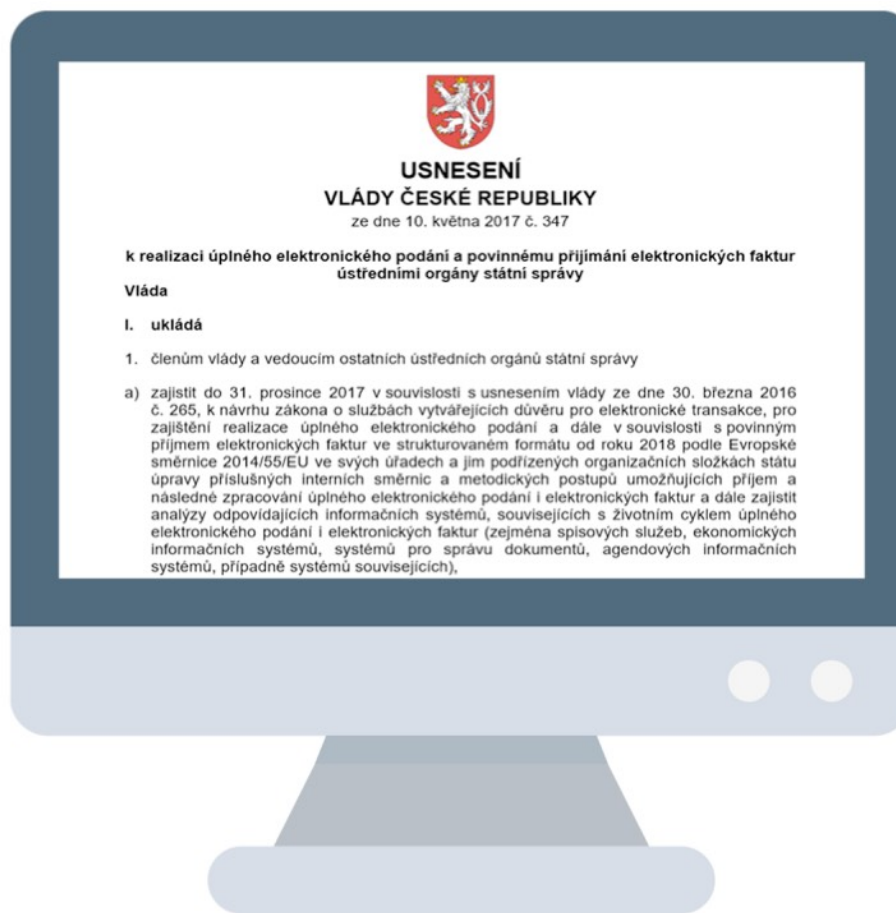 USNESENÍ
VLÁDY ČESKÉ REPUBLIKY
ze dne 10. května 2017 č. 347
k realizaci úplného elektronického podání a povinnému přijímání elektronických faktur
ústředními orgány státní správy
Vláda
I. ukládá
1. členům vlády a vedoucím ostatních ústředních orgánů státní správy
a) zajistit do 31. prosince 2017 v souvislosti s usnesením vlády ze dne 30. března 2016
č. 265, k návrhu zákona o službách vytvářejících důvěru pro elektronické transakce, pro
zajištění realizace úplného elektronického podání a dále v souvislosti s povinným
příjmem elektronických faktur ve strukturovaném formátu od roku 2018 podle Evropské
směrnice 2014/55/EU ve svých úřadech a jim podřízených organizačních složkách státu
úpravy příslušných interních směrnic a metodických postupů umožňujících příjem a
následné zpracování úplného elektronického podání i elektronických faktur a dále zajistit
analýzy odpovídajících informačních systémů, souvisejících s životním cyklem úplného
elektronického podání i elektronických faktur (zejména spisových služeb, ekonomických
informačních systémů, systémů pro správu dokumentů, agendových informačních
systémů, případně systémů souvisejících),